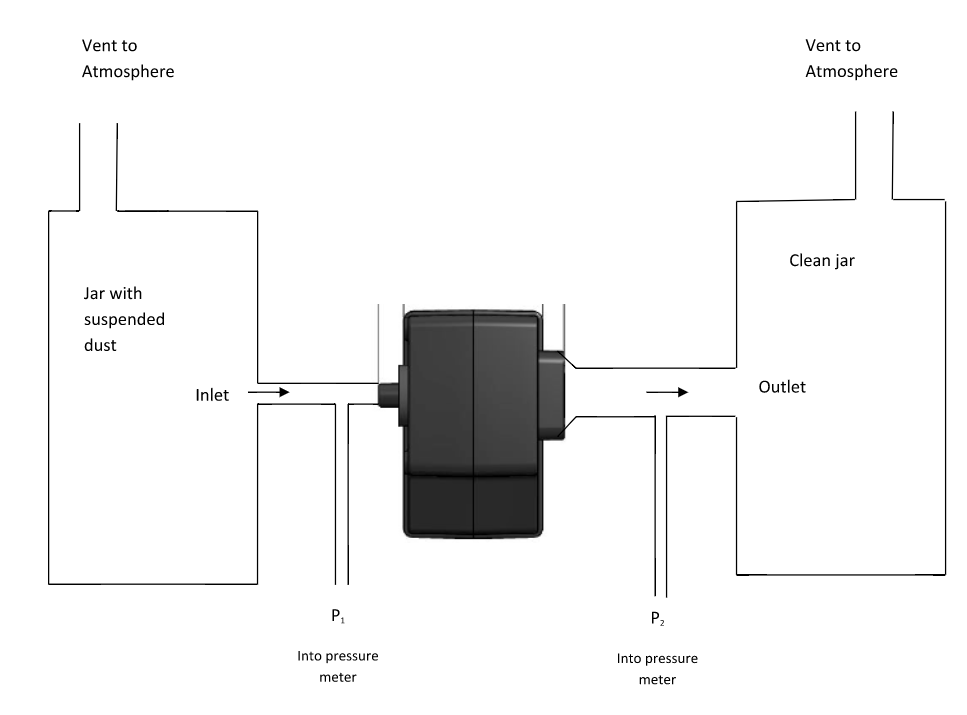 Vent to
Atmosphere
Vent to
Atmosphere
Clean jar
Jar with
suspended
dust
Inlet
Outlet
P₁
P₂
Into pressure
meter
Into pressure
meter